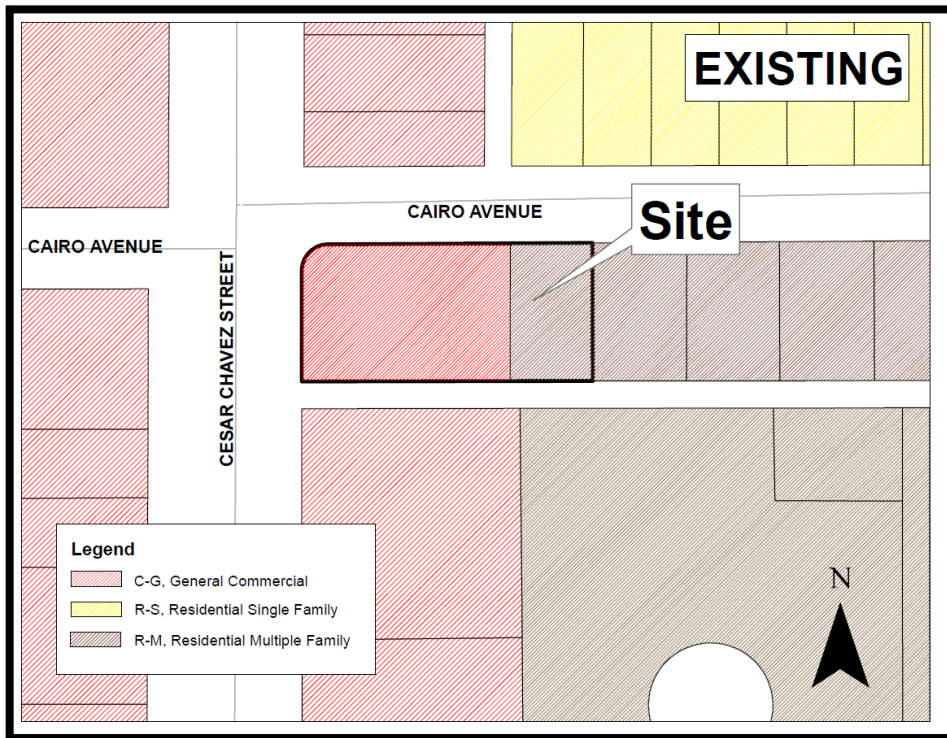 EXISTING
CAIRO AVENUE
Site
CAIRO AVENUE
CESAR CHAVEZ STREET
Legend
C-G, General Commercial
R-S, Residential Single Family
R-M, Residential Multiple Family
N